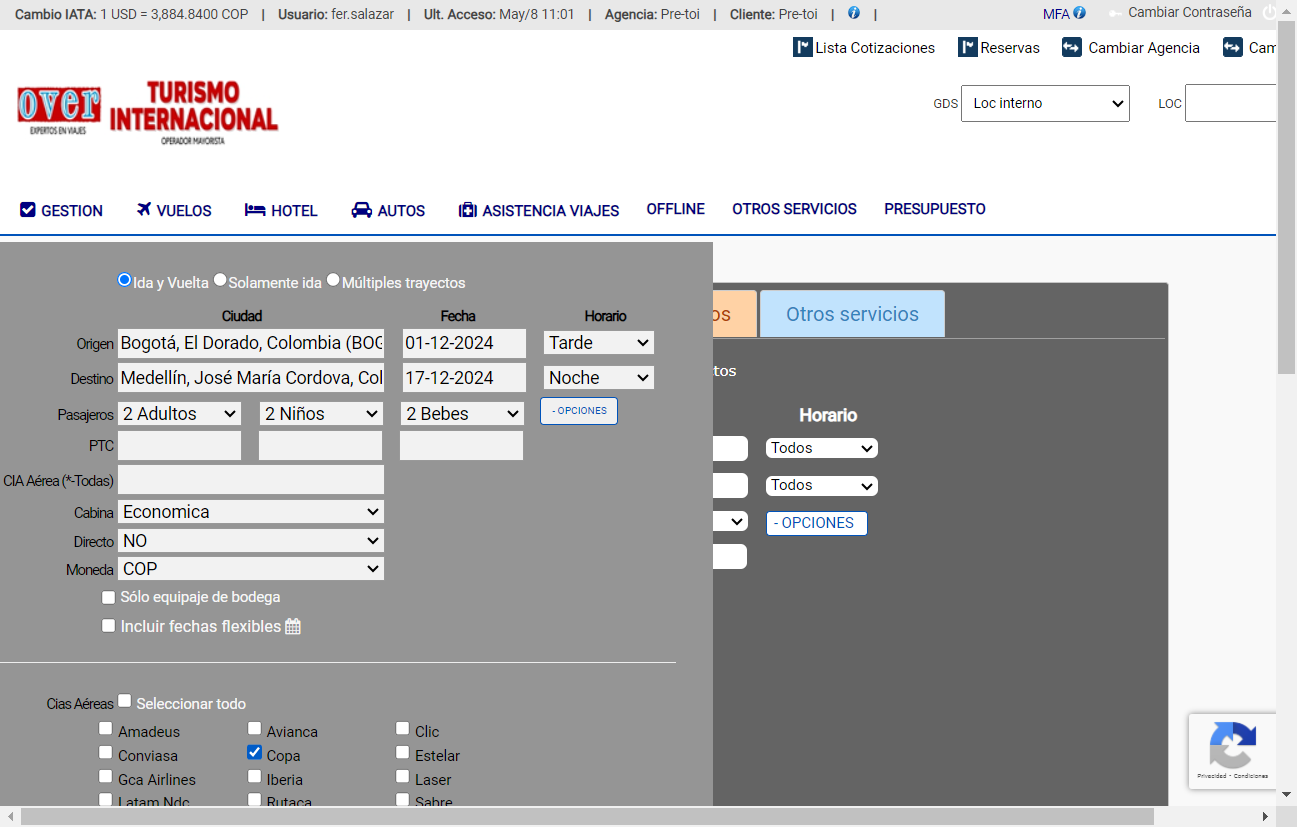 Cambio IATA: 1 USD = 3,884.8400 COP | Usuario: fer.salazar | Ult. Acceso: May/8 11:01 | Agencia: Pre-toi | Cliente: Pre-toi | | MFA Cambiar Contraseña
Lista Cotizaciones Reservas Cambiar Agencia Cam
over
EXPERTOS EN VIAJES
TURISMO
INTERNACIONAL
OPERADOR MAYORISTA
GDS Loc interno LOC
GESTION VUELOS HOTEL AUTOS ASISTENCIA VIAJES OFFLINE OTROS SERVICIOS PRESUPUESTO
Ida y Vuelta Solamente ida Múltiples trayectos
Ciudad Fecha Horario
Origen Bogotá, El Dorado, Colombia (BOG 01-12-2024 Tarde
Destino Medellín, José María Cordova, Col 17-12-2024 Noche
Pasajeros 2 Adultos 2 Niños 2 Bebes - OPCIONES
PTC
CIA Aérea (*-Todas)
Cabina Economica
Directo NO
Moneda COP
Sólo equipaje de bodega
Incluir fechas flexibles
Cias Aéreas Seleccionar todo
Amadeus Avianca Clic
Conviasa Copa Estelar
Gca Airlines Iberia Laser
Latam Ndc Rutaca Sabre
os Otros servicios
tos
Horario
Todos
Todos
- OPCIONES
Privacidad - Condiciones